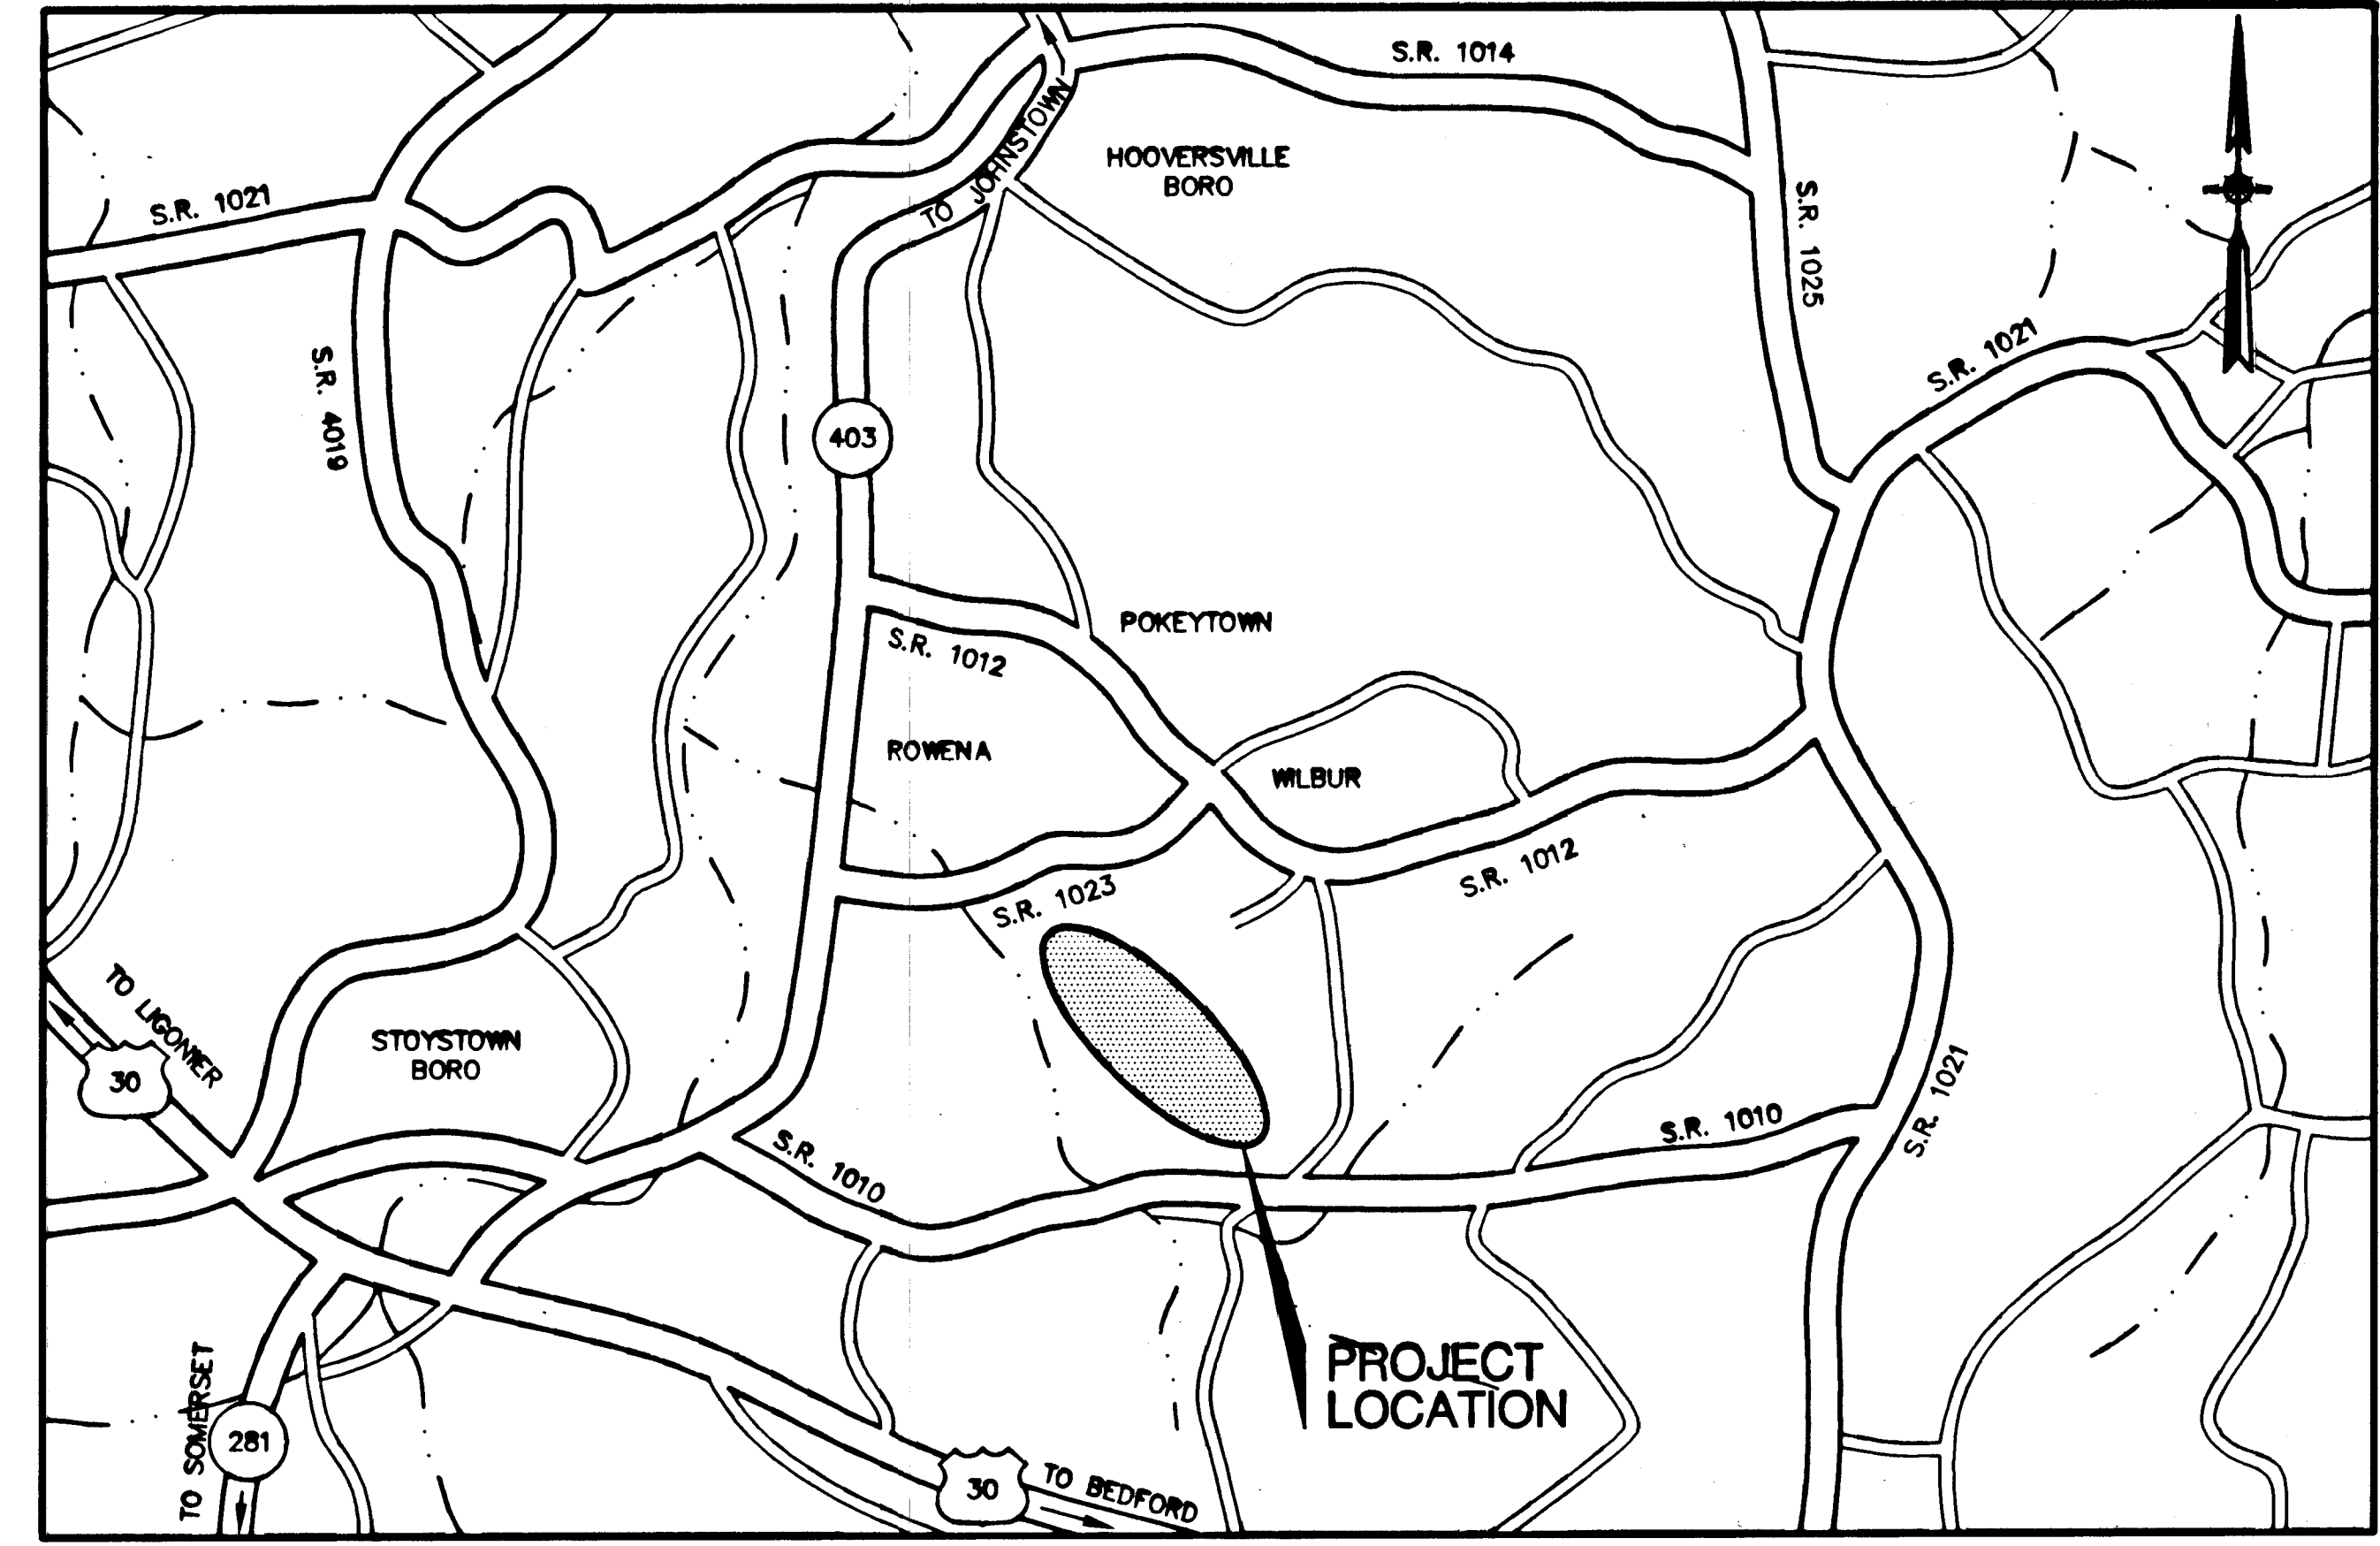 S.R. 1014
TO JOHNSTOWN
HOOVERSVILLE
BORO
S.R. 1021
S.R. 1025
S.R. 1021
S.R. 4019
403
POKEYTOWN
S.R. 1012
ROWENA
WILBUR
S.R. 1012
S.R. 1023
TO LIGONIER
30
STOYSTOWN
BORO
S.R. 1021
S.R. 1010
S.R. 1010
PROJECT
LOCATION
TO SOMERSET
281
30
TO BEDFORD